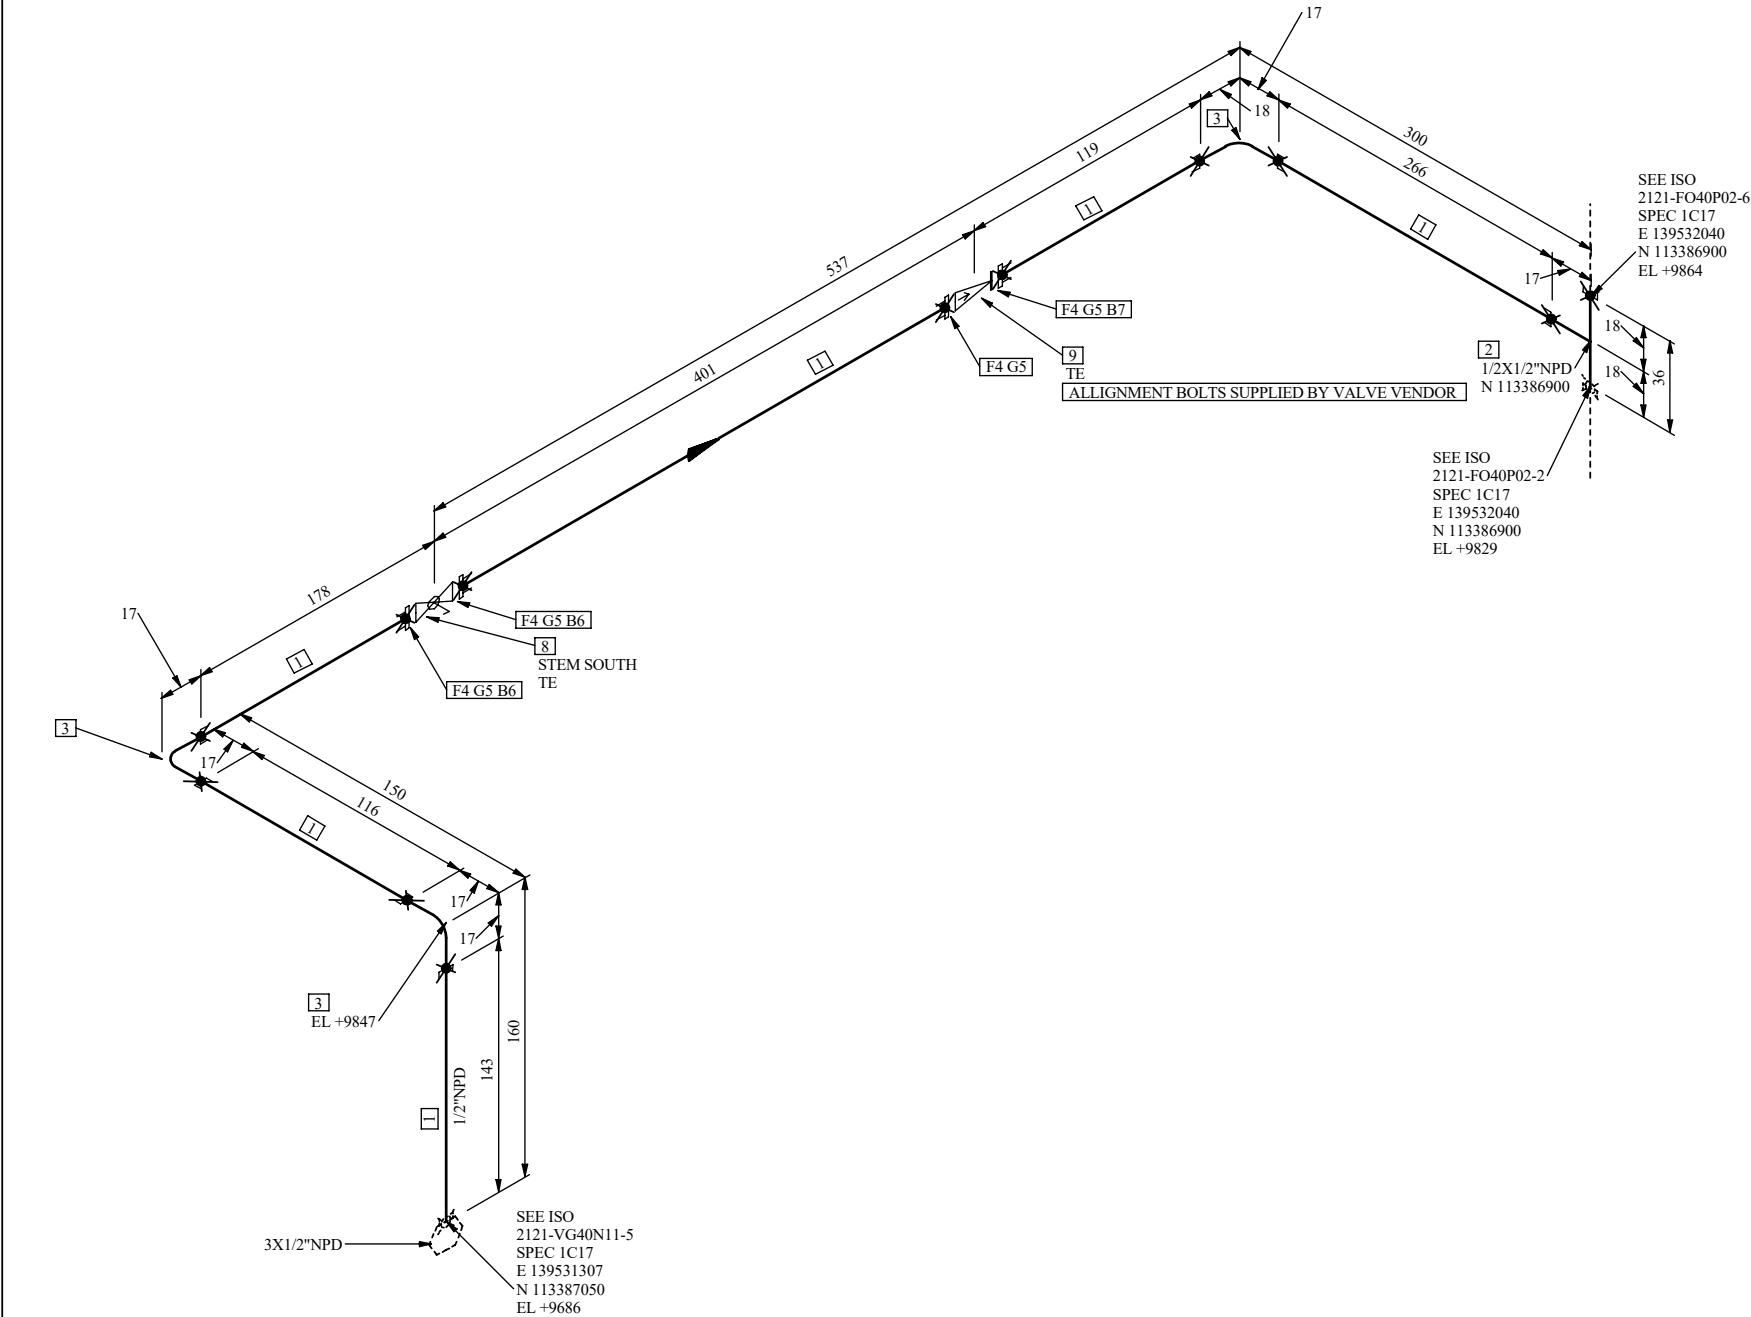 17
18
3
300
266
119
1
1
SEE ISO
2121-FO40P02-6
SPEC 1C17
E 139532040
N 113386900
EL +9864
17
537
F4 G5 B7
401
1
F4 G5
9
TE
ALLIGNMENT BOLTS SUPPLIED BY VALVE VENDOR
2
1/2X1/2"NPD
N 113386900
18
18
36
SEE ISO
2121-FO40P02-2
SPEC 1C17
E 139532040
N 113386900
EL +9829
178
17
F4 G5 B6
8
STEM SOUTH
TE
F4 G5 B6
1
3
17
150
116
1
17
17
3
EL +9847
160
143
1/2"NPD
1
3X1/2"NPD
SEE ISO
2121-VG40N11-5
SPEC 1C17
E 139531307
N 113387050
EL +9686